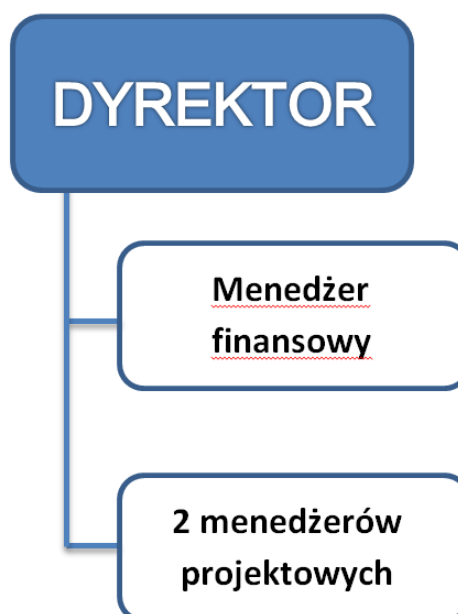 DYREKTOR
Menedżer
finansowy
2 menedżerów
projektowych